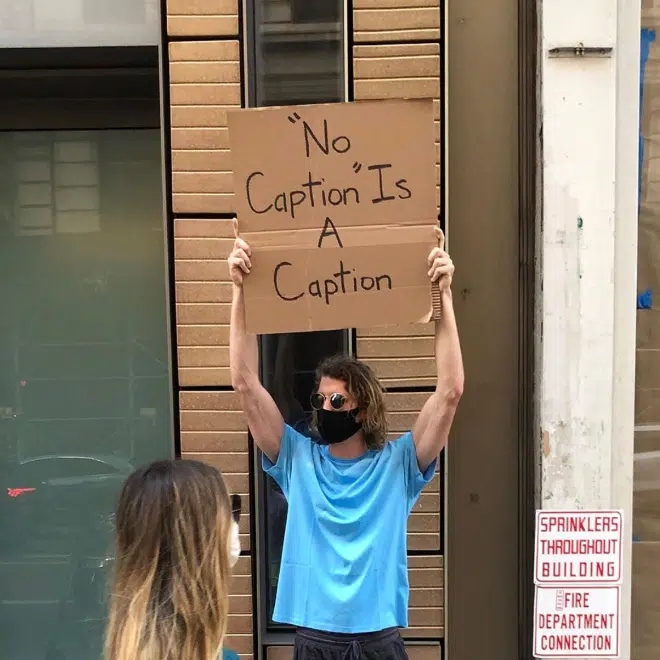 "No
Caption" Is
A
Caption
SPRINKLERS
THROUGHOUT
BUILDING
FIRE
DEPARTMENT
CONNECTION